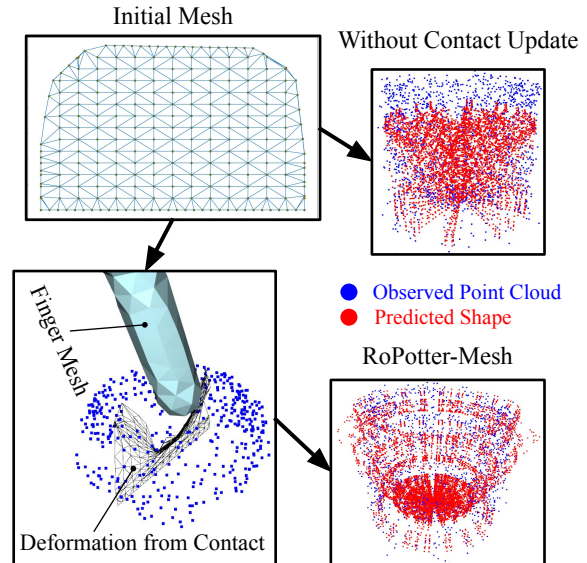 Initial Mesh
Without Contact Update
Finger Mesh
Observed Point Cloud
Predicted Shape
RoPotter-Mesh
Deformation from Contact